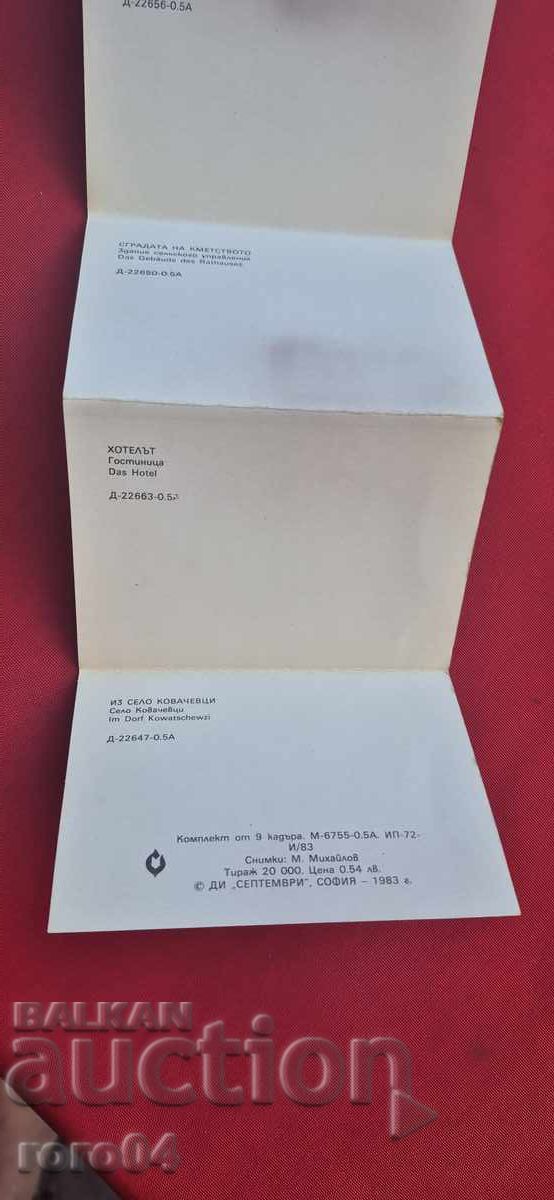 Д-22656-0.5А
СГРАДАТА НА КМЕТСТВОТО
Здание сельского управления
Das Gebäude des Rathauses
Д-22650-0.5А
ХОТЕЛЪТ
Гостиница
Das Hotel
Д-22663-0.5А
ИЗ СЕЛО КОВАЧЕВЦИ
Село Ковачевци
Im Dorf Kowatschewzi
Д-22647-0.5А
Комплект от 9 кадъра. М-6755-0.5А. ИП-72-
И/83
Снимки: М. Михайлов
Тираж 20 000. Цена 0.54 лв.
© ДИ „СЕПТЕМВРИ", СОФИЯ – 1983 г.
BALKAN
auction
roro04